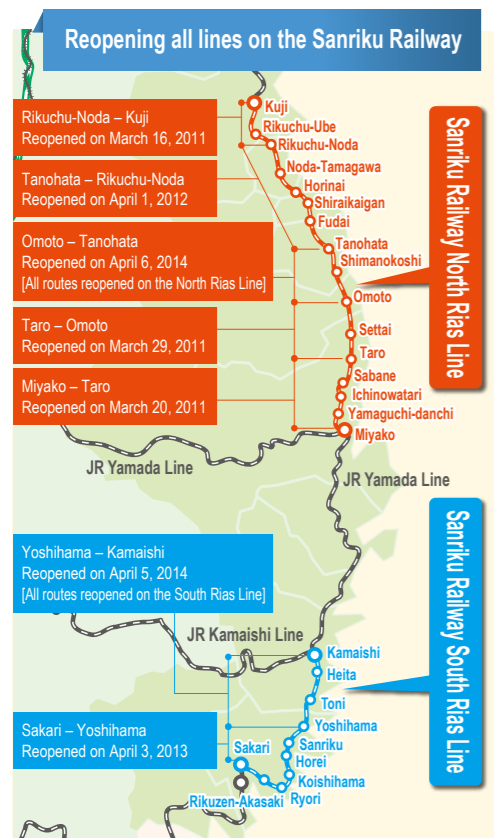 Reopening all lines on the Sanriku Railway
Rikuchu-Noda – Kuji
Reopened on March 16, 2011
Tanohata – Rikuchu-Noda
Reopened on April 1, 2012
Omoto – Tanohata
Reopened on April 6, 2014
[All routes reopened on the North Rias Line]
Taro – Omoto
Reopened on March 29, 2011
Miyako – Taro
Reopened on March 20, 2011
Kuji
Rikuchu-Ube
Rikuchu-Noda
Noda-Tamagawa
Horinai
Shiraikaigan
Fudai
Tanohata
Shimanokoshi
Omoto
Settai
Taro
Sabane
Ichinowatari
Yamaguchi-danchi
Miyako
Sanriku Railway North Rias Line
JR Yamada Line
JR Yamada Line
Yoshihama – Kamaishi
Reopened on April 5, 2014
[All routes reopened on the South Rias Line]
JR Kamaishi Line
Sakari – Yoshihama
Reopened on April 3, 2013
Kamaishi
Heita
Toni
Yoshihama
Sanriku
Horei
Koishihama
Ryori
Sakari
Rikuzen-Akasaki
Sanriku Railway South Rias Line